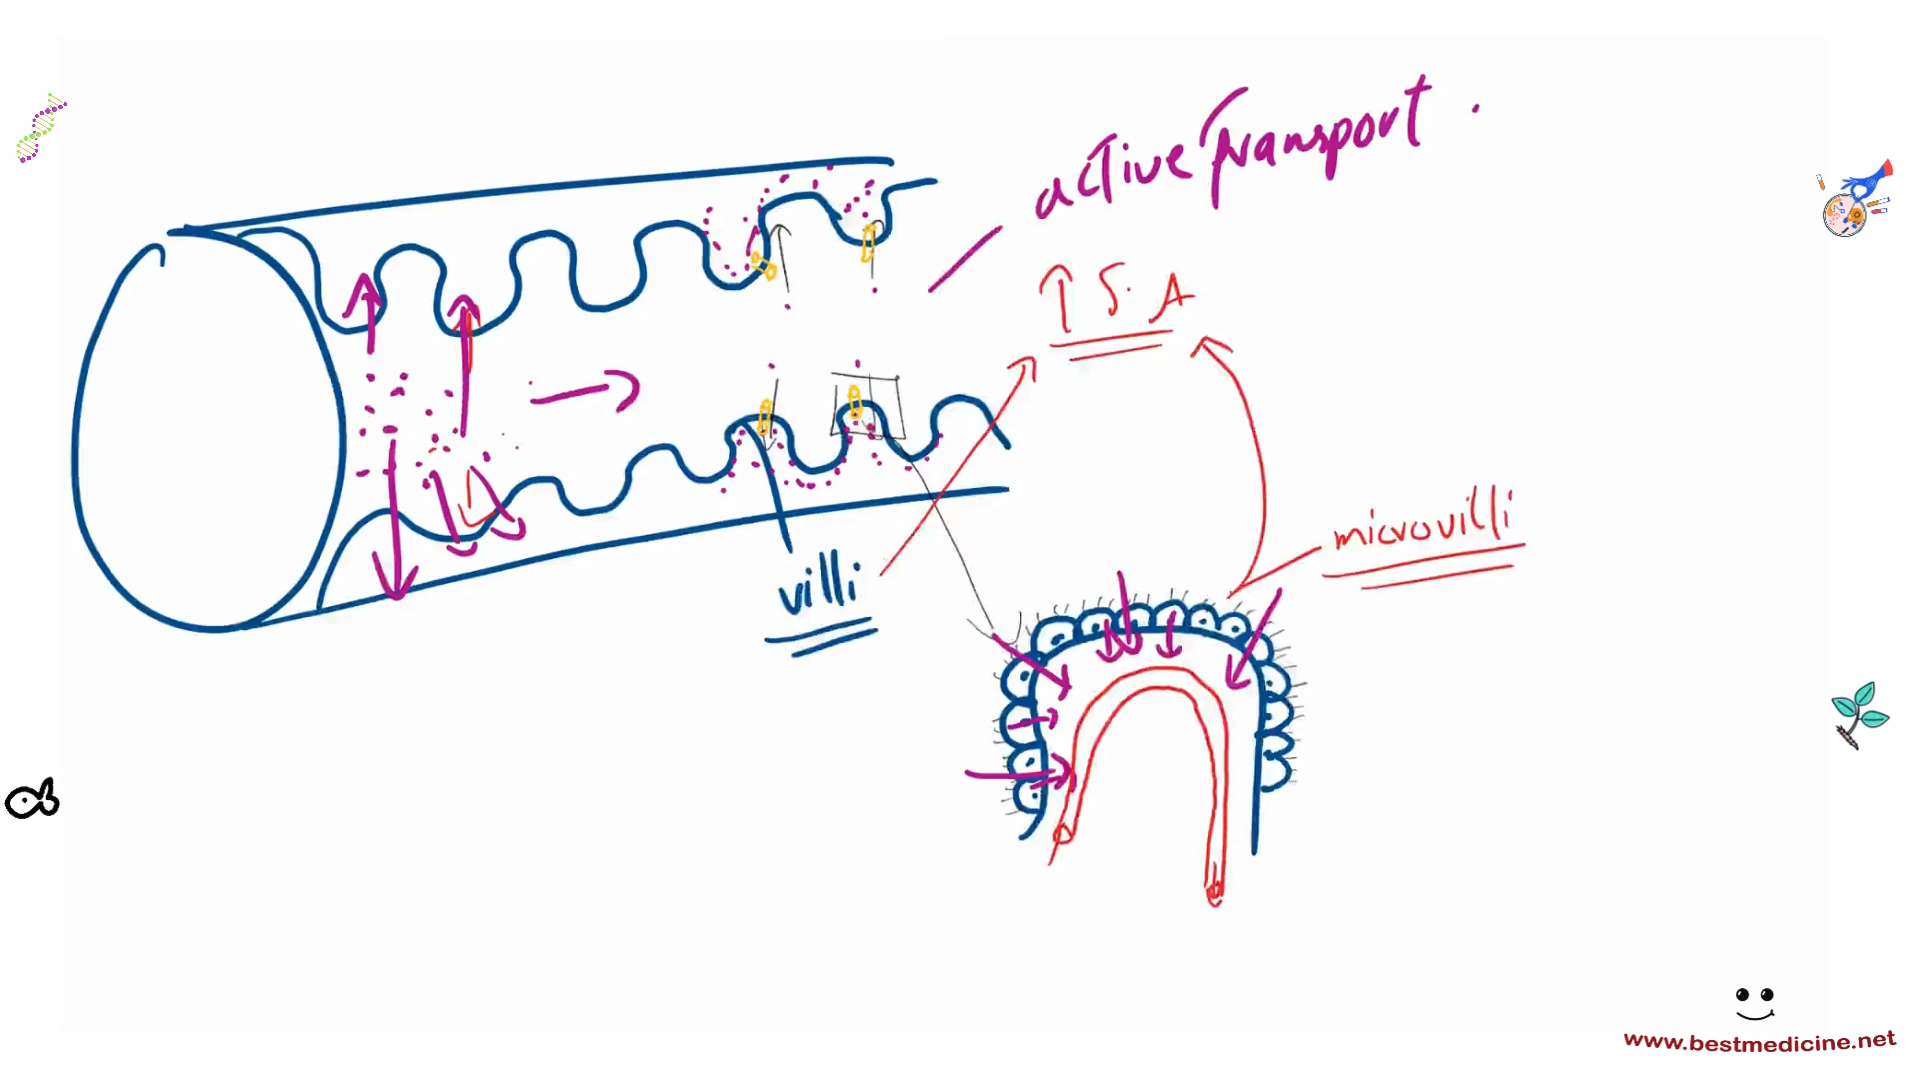 active Transport.
↑ S. A
microvilli
villi
www.bestmedicine.net